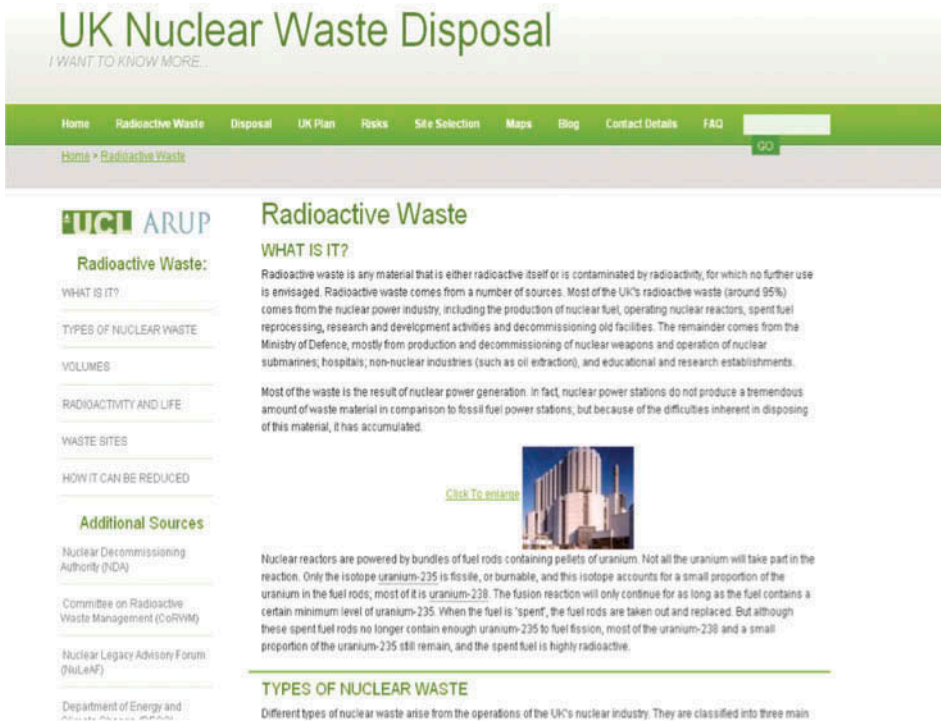 UK Nuclear Waste Disposal
I WANT TO KNOW MORE...
Home Radioactive Waste Disposal UK Plan Risks Site Selection Maps Blog Contact Details FAQ
GO
Home > Radioactive Waste
UCL ARUP
Radioactive Waste:
WHAT IS IT?
TYPES OF NUCLEAR WASTE
VOLUMES
RADIOACTIVITY AND LIFE
WASTE SITES
HOW IT CAN BE REDUCED
Additional Sources
Nuclear Decommissioning
Authority (NDA)
Committee on Radioactive
Waste Management (CoRWM)
Nuclear Legacy Advisory Forum
(NuLeAF)
Department of Energy and
Radioactive Waste
WHAT IS IT?
Radioactive waste is any material that is either radioactive itself or is contaminated by radioactivity, for which no further use
is envisaged. Radioactive waste comes from a number of sources. Most of the UK's radioactive waste (around 95%)
comes from the nuclear power industry, including the production of nuclear fuel, operating nuclear reactors, spent fuel
reprocessing, research and development activities and decommissioning old facilities. The remainder comes from the
Ministry of Defence, mostly from production and decommissioning of nuclear weapons and operation of nuclear
submarines; hospitals; non-nuclear industries (such as oil extraction), and educational and research establishments.
Most of the waste is the result of nuclear power generation. In fact, nuclear power stations do not produce a tremendous
amount of waste material in comparison to fossil fuel power stations; but because of the difficulties inherent in disposing
of this material, it has accumulated.
Click To enlarge
Nuclear reactors are powered by bundles of fuel rods containing pellets of uranium. Not all the uranium will take part in the
reaction. Only the isotope uranium-235 is fissile, or burnable, and this isotope accounts for a small proportion of the
uranium in the fuel rods; most of it is uranium-238. The fusion reaction will only continue for as long as the fuel contains a
certain minimum level of uranium-235. When the fuel is 'spent', the fuel rods are taken out and replaced. But although
these spent fuel rods no longer contain enough uranium-235 to fuel fission, most of the uranium-238 and a small
proportion of the uranium-235 still remain, and the spent fuel is highly radioactive.
TYPES OF NUCLEAR WASTE
Different types of nuclear waste arise from the operations of the UK's nuclear industry. They are classified into three main